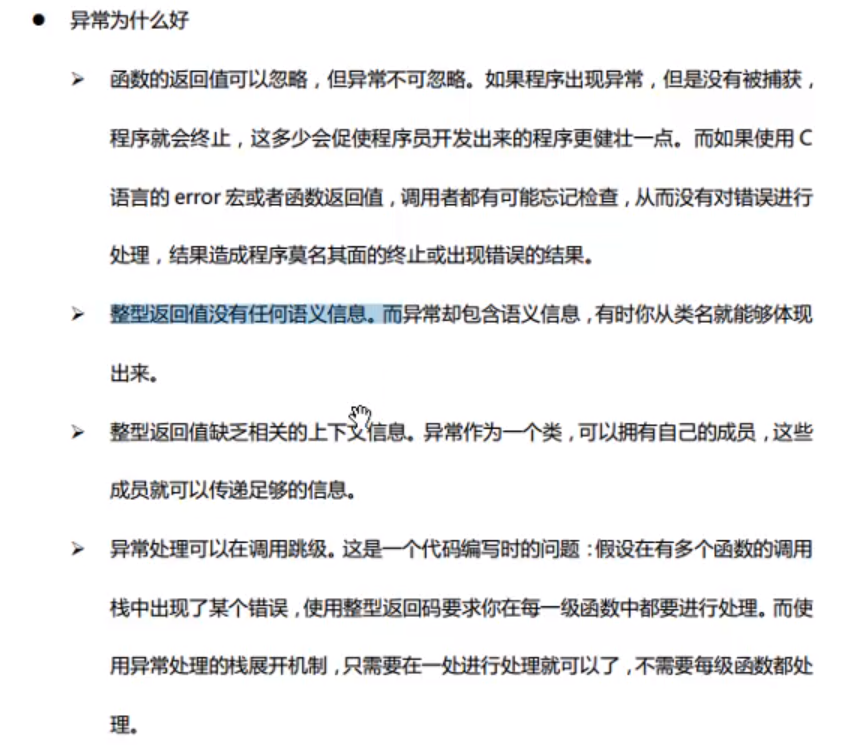 ● 异常为什么好
➢ 函数的返回值可以忽略，但异常不可忽略。如果程序出现异常，但是没有被捕获，
程序就会终止，这多少会促使程序员开发出来的程序更健壮一点。而如果使用 C
语言的 error 宏或者函数返回值，调用者都有可能忘记检查，从而没有对错误进行
处理，结果造成程序莫名其面的终止或出现错误的结果。
➢ 整型返回值没有任何语义信息。而异常却包含语义信息，有时你从类名就能够体现
出来。
➢ 整型返回值缺乏相关的上下文信息。异常作为一个类，可以拥有自己的成员，这些
成员就可以传递足够的信息。
➢ 异常处理可以在调用跳级。这是一个代码编写时的问题：假设在有多个函数的调用
栈中出现了某个错误，使用整型返回码要求你在每一级函数中都要进行处理。而使
用异常处理的栈展开机制，只需要在一处进行处理就可以了，不需要每级函数都处
理。